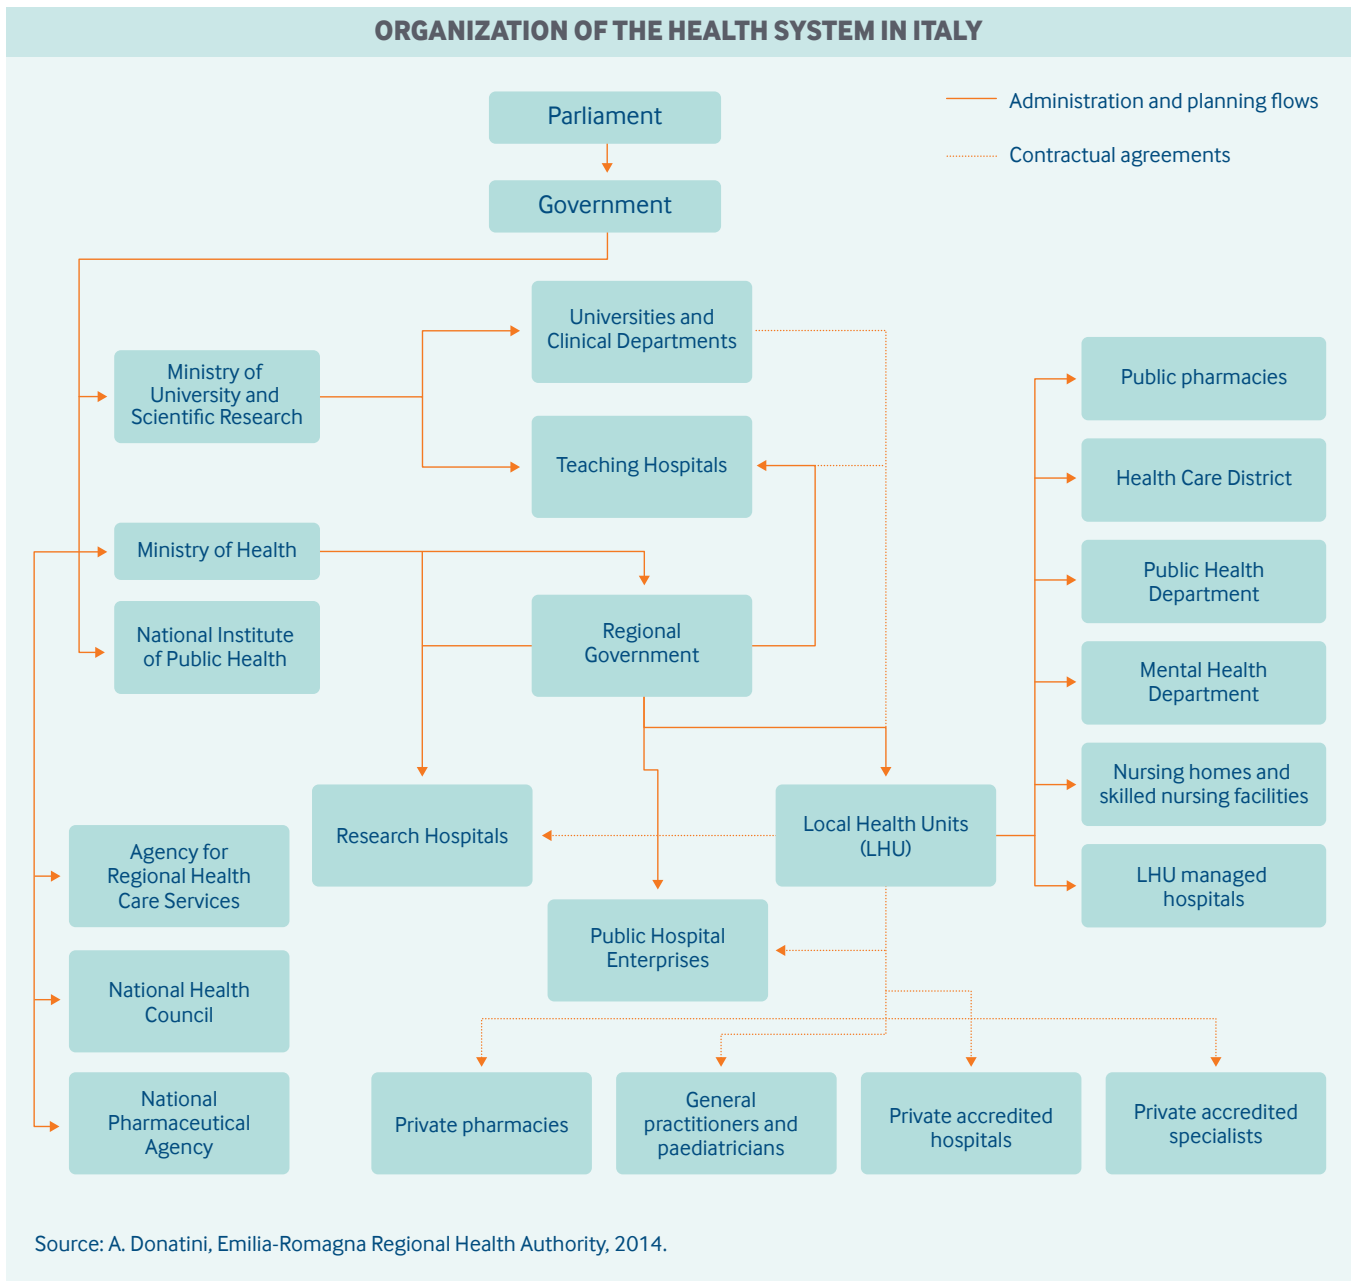 ORGANIZATION OF THE HEALTH SYSTEM IN ITALY
Administration and planning flows
Contractual agreements
Parliament
Government
Universities and
Clinical Departments
Ministry of
University and
Scientific Research
Teaching Hospitals
Ministry of Health
National Institute
of Public Health
Regional
Government
Public pharmacies
Health Care District
Public Health
Department
Mental Health
Department
Nursing homes and
skilled nursing facilities
LHU managed
hospitals
Research Hospitals
Local Health Units
(LHU)
Agency for
Regional Health
Care Services
Public Hospital
Enterprises
National Health
Council
National
Pharmaceutical
Agency
Private pharmacies
General
practitioners and
paediatricians
Private accredited
hospitals
Private accredited
specialists
Source: A. Donatini, Emilia-Romagna Regional Health Authority, 2014.